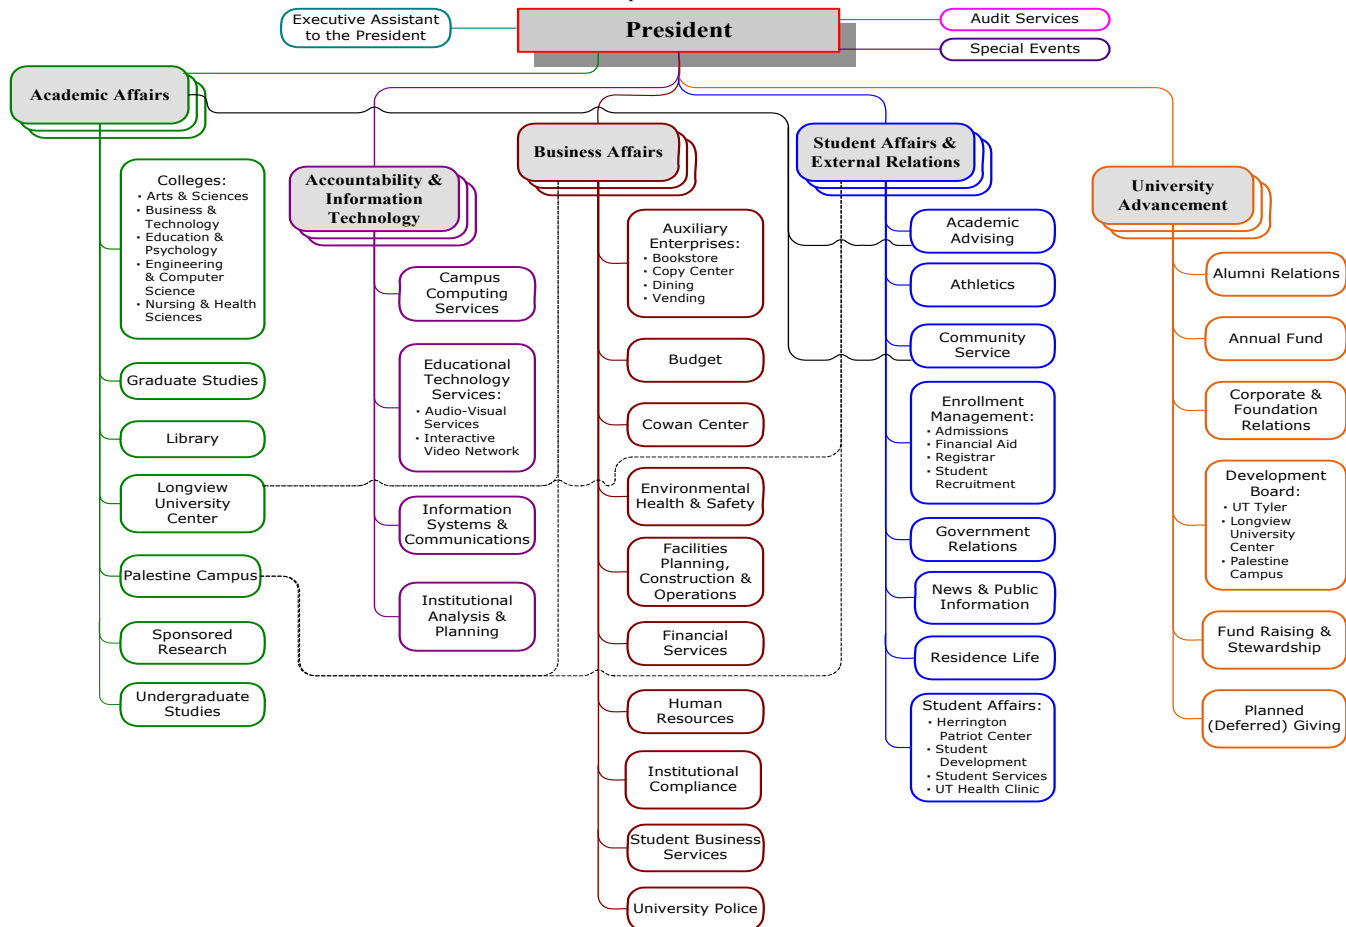 Executive Assistant
to the President
President
Audit Services
Special Events
Academic Affairs
Colleges:
• Arts & Sciences
• Business &
Technology
• Education &
Psychology
• Engineering
& Computer
Science
• Nursing & Health
Sciences
Graduate Studies
Library
Longview
University
Center
Palestine Campus
Sponsored
Research
Undergraduate
Studies
Accountability &
Information
Technology
Campus
Computing
Services
Educational
Technology
Services:
• Audio-Visual
Services
• Interactive
Video Network
Information
Systems &
Communications
Institutional
Analysis &
Planning
Business Affairs
Auxiliary
Enterprises:
• Bookstore
• Copy Center
• Dining
• Vending
Budget
Cowan Center
Environmental
Health & Safety
Facilities
Planning,
Construction &
Operations
Financial
Services
Human
Resources
Institutional
Compliance
Student Business
Services
University Police
Student Affairs &
External Relations
Academic
Advising
Athletics
Community
Service
Enrollment
Management:
• Admissions
• Financial Aid
• Registrar
• Student
Recruitment
Government
Relations
News & Public
Information
Residence Life
Student Affairs:
• Herrington
Patriot Center
• Student
Development
• Student Services
• UT Health Clinic
University
Advancement
Alumni Relations
Annual Fund
Corporate &
Foundation
Relations
Development
Board:
• UT Tyler
• Longview
University
Center
• Palestine
Campus
Fund Raising &
Stewardship
Planned
(Deferred) Giving